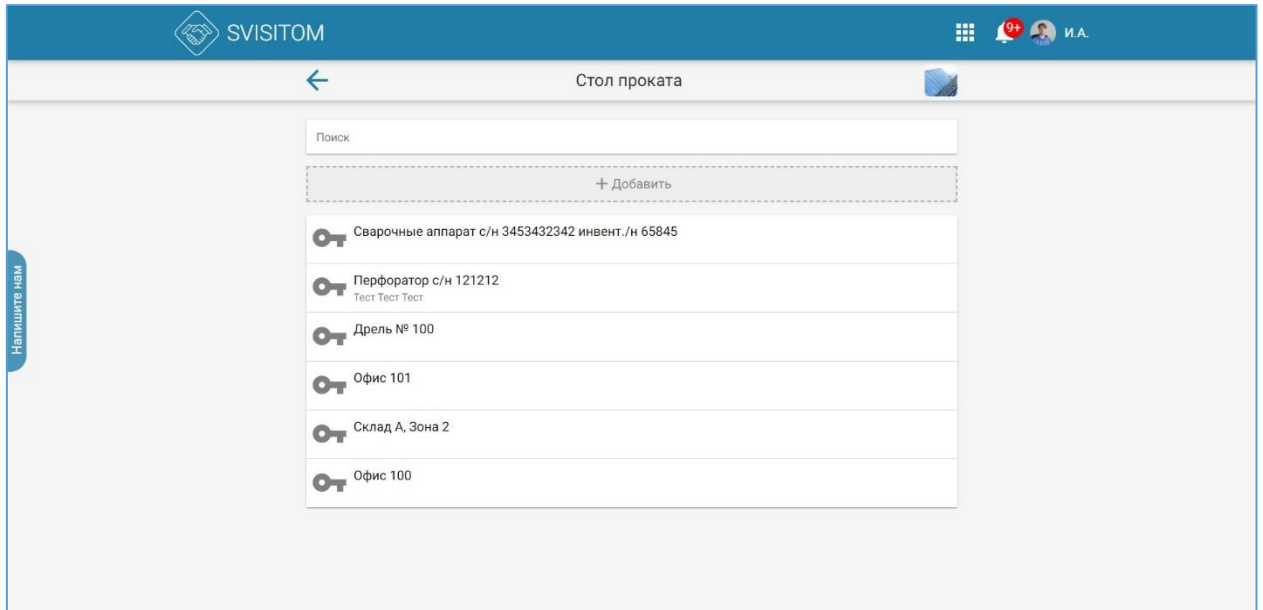 SVISITOM
9+
И.А.
Стол проката
Поиск
+ Добавить
Сварочные аппарат с/н 3453432342 инвент./н 65845
Перфоратор с/н 121212
Тест Тест Тест
Дрель № 100
Офис 101
Склад А, Зона 2
Офис 100
Напишите нам